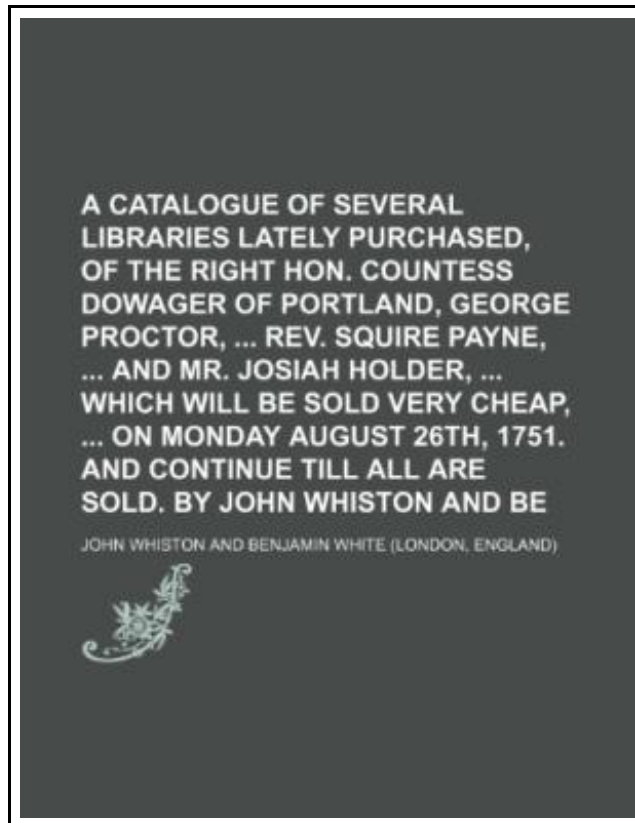 A CATALOGUE OF SEVERAL
LIBRARIES LATELY PURCHASED,
OF THE RIGHT HON. COUNTESS
DOWAGER OF PORTLAND, GEORGE
PROCTOR, ... REV. SQUIRE PAYNE,
... AND MR. JOSIAH HOLDER, ...
WHICH WILL BE SOLD VERY CHEAP,
... ON MONDAY AUGUST 26TH, 1751.
AND CONTINUE TILL ALL ARE
SOLD. BY JOHN WHISTON AND BE
JOHN WHISTON AND BENJAMIN WHITE (LONDON, ENGLAND)